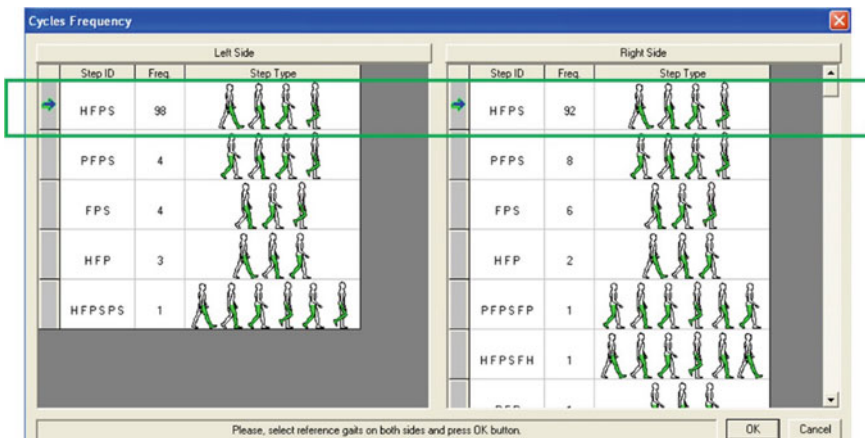 Cycles Frequency
Left Side
Step ID Freq. Step Type
HFPS 98
PFPS 4
FPS 4
HFP 3
HFPSPS 1
Right Side
Step ID Freq. Step Type
HFPS 92
PFPS 8
FPS 6
HFP 2
PFPSFP 1
HFPSFH 1
Please, select reference gaits on both sides and press OK button.
OK Cancel